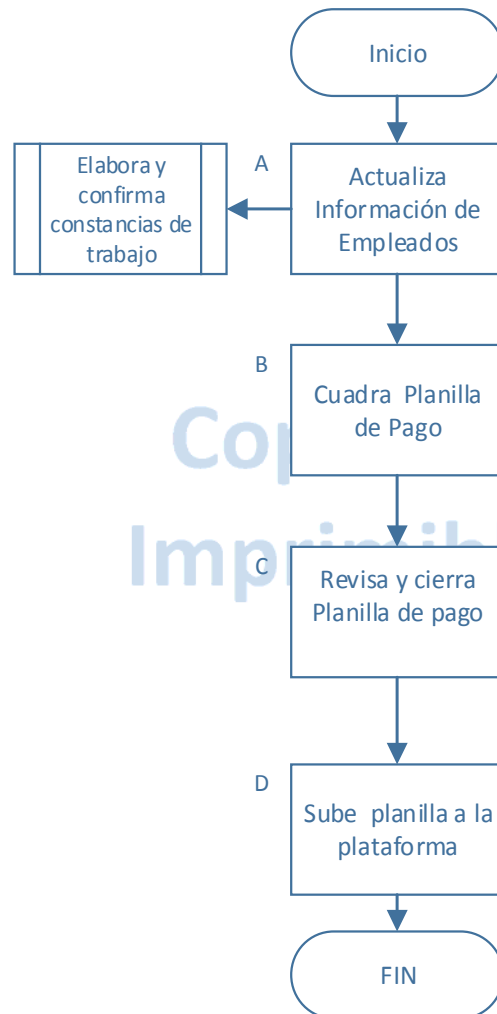 Inicio
A
Elabora y
confirma
constancias de
trabajo
Actualiza
Información de
Empleados
B
Cuadra Planilla
de Pago
C
Revisa y cierra
Planilla de pago
D
Sube planilla a la
plataforma
FIN